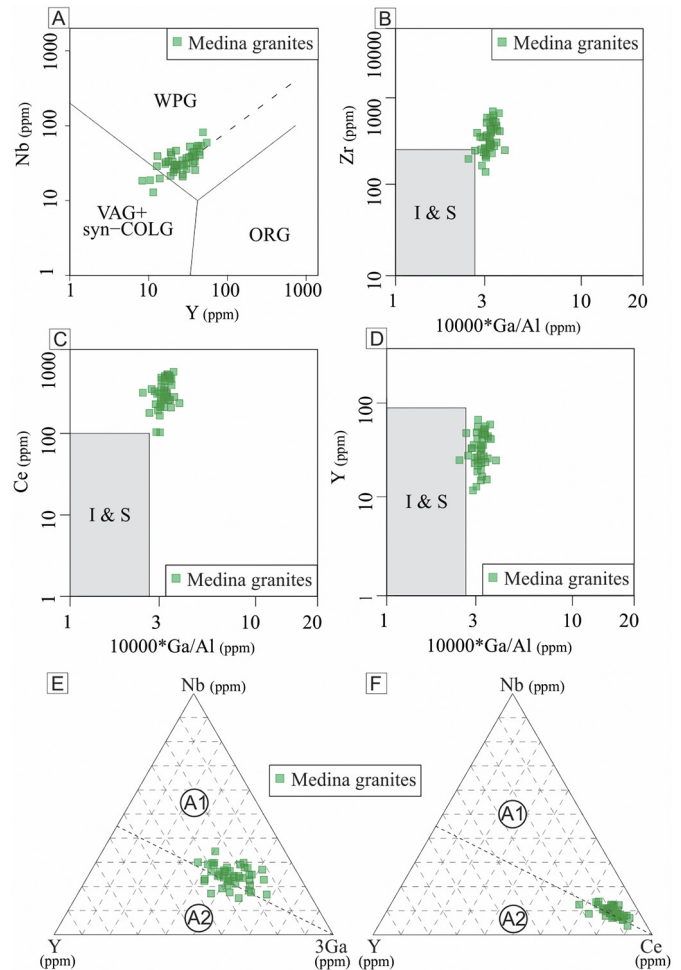 A
Medina granites
1000
100
10
1
Nb (ppm)
WPG
VAG+
syn−COLG
ORG
1 10 100 1000
Y (ppm)
B
Medina granites
10000
1000
100
10
Zr (ppm)
I & S
1 3 10 20
10000*Ga/Al (ppm)
C
1000
100
10
1
Ce (ppm)
I & S
Medina granites
1 3 10 20
10000*Ga/Al (ppm)
D
100
10
1
Y (ppm)
I & S
Medina granites
1 3 10 20
10000*Ga/Al (ppm)
E
Nb (ppm)
A1
A2
Y
(ppm)
3Ga
(ppm)
Medina granites
F
Nb (ppm)
A1
A2
Y
(ppm)
Ce
(ppm)